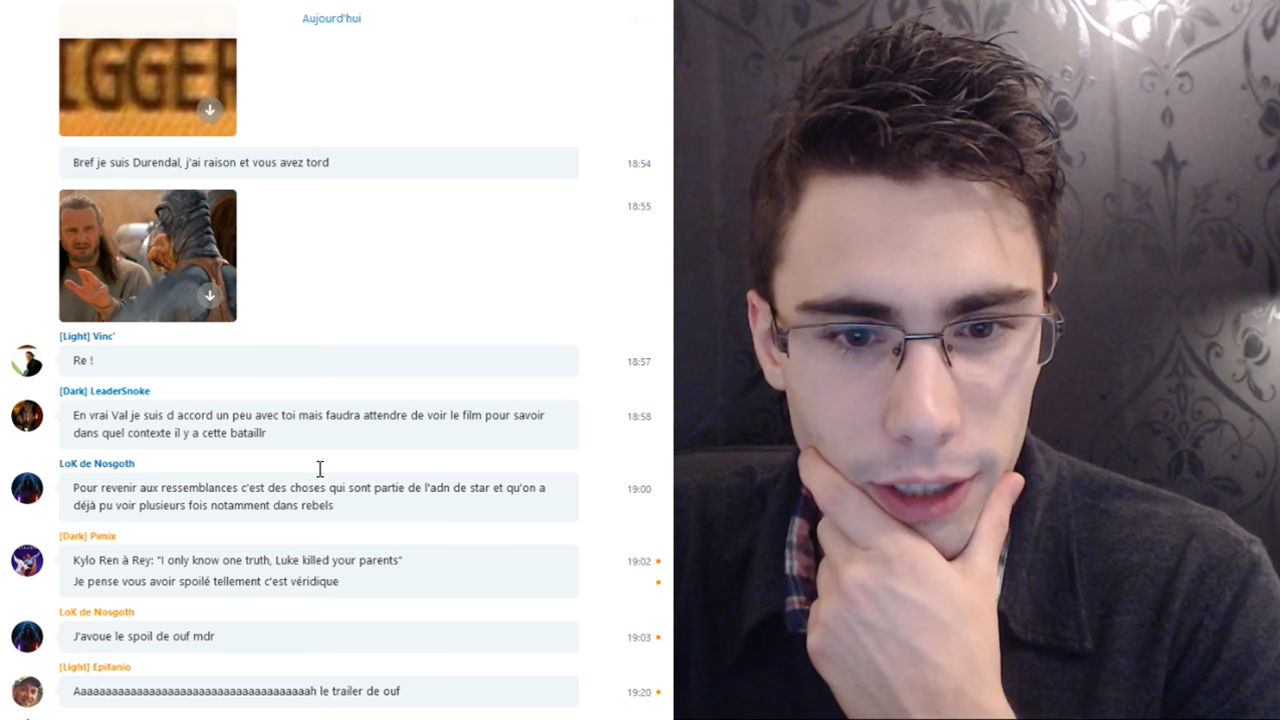 Aujourd'hui
IGGER
Bref je suis Durendal, j'ai raison et vous avez tord
18:54
18:55
[Light] Vinc'
Re !
18:57
[Dark] LeaderSnoke
En vrai Val je suis d accord un peu avec toi mais faudra attendre de voir le film pour savoir
dans quel contexte il y a cette bataillr
18:58
LoK de Nosgoth
Pour revenir aux ressemblances c'est des choses qui sont partie de l'adn de star et qu'on a
déjà pu voir plusieurs fois notamment dans rebels
19:00
[Dark] Pimix
Kylo Ren à Rey: "I only know one truth, Luke killed your parents"
19:02
Je pense vous avoir spoilé tellement c'est véridique
LoK de Nosgoth
J'avoue le spoil de ouf mdr
19:03
[Light] Epifanio
Aaaaaaaaaaaaaaaaaaaaaaaaaaaaaaaaaaaaah le trailer de ouf
19:20